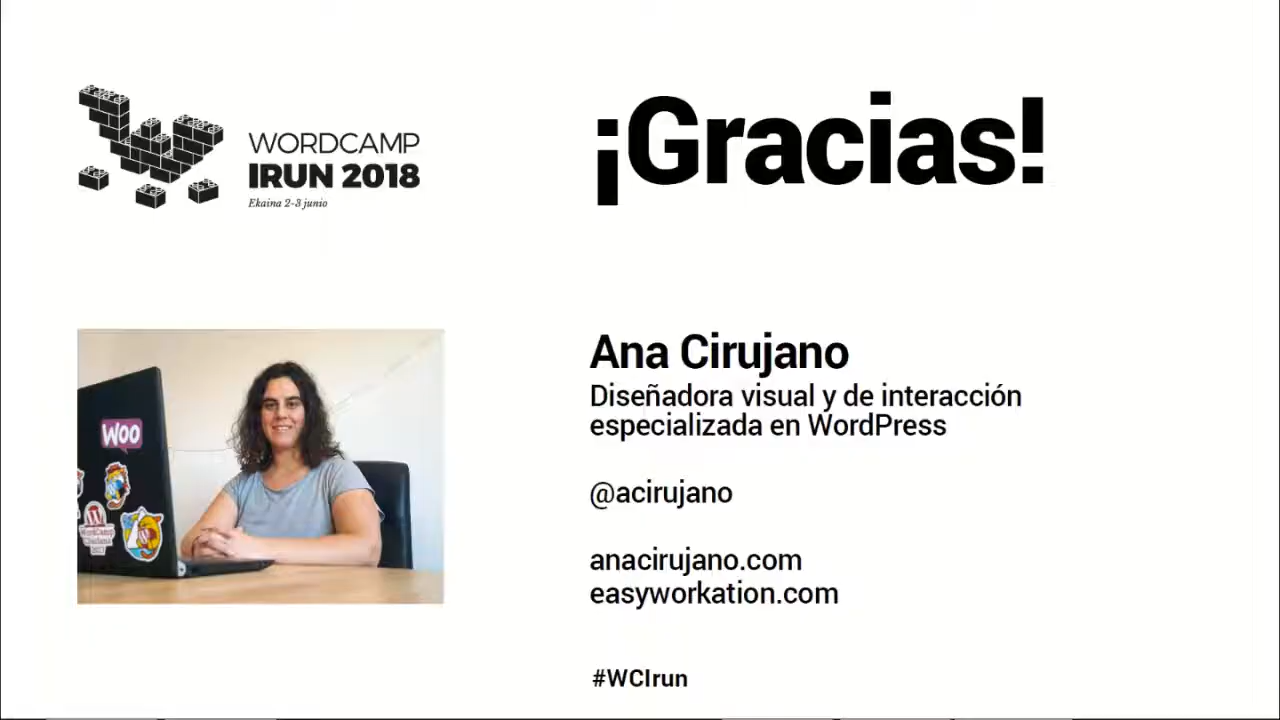 WORDCAMP
IRUN 2018
Ekaina 2-3 junio
¡Gracias!
WOO
WordCamp
Ana Cirujano
Diseñadora visual y de interacción
especializada en WordPress
@acirujano
anacirujano.com
easyworkation.com
#WCIrun